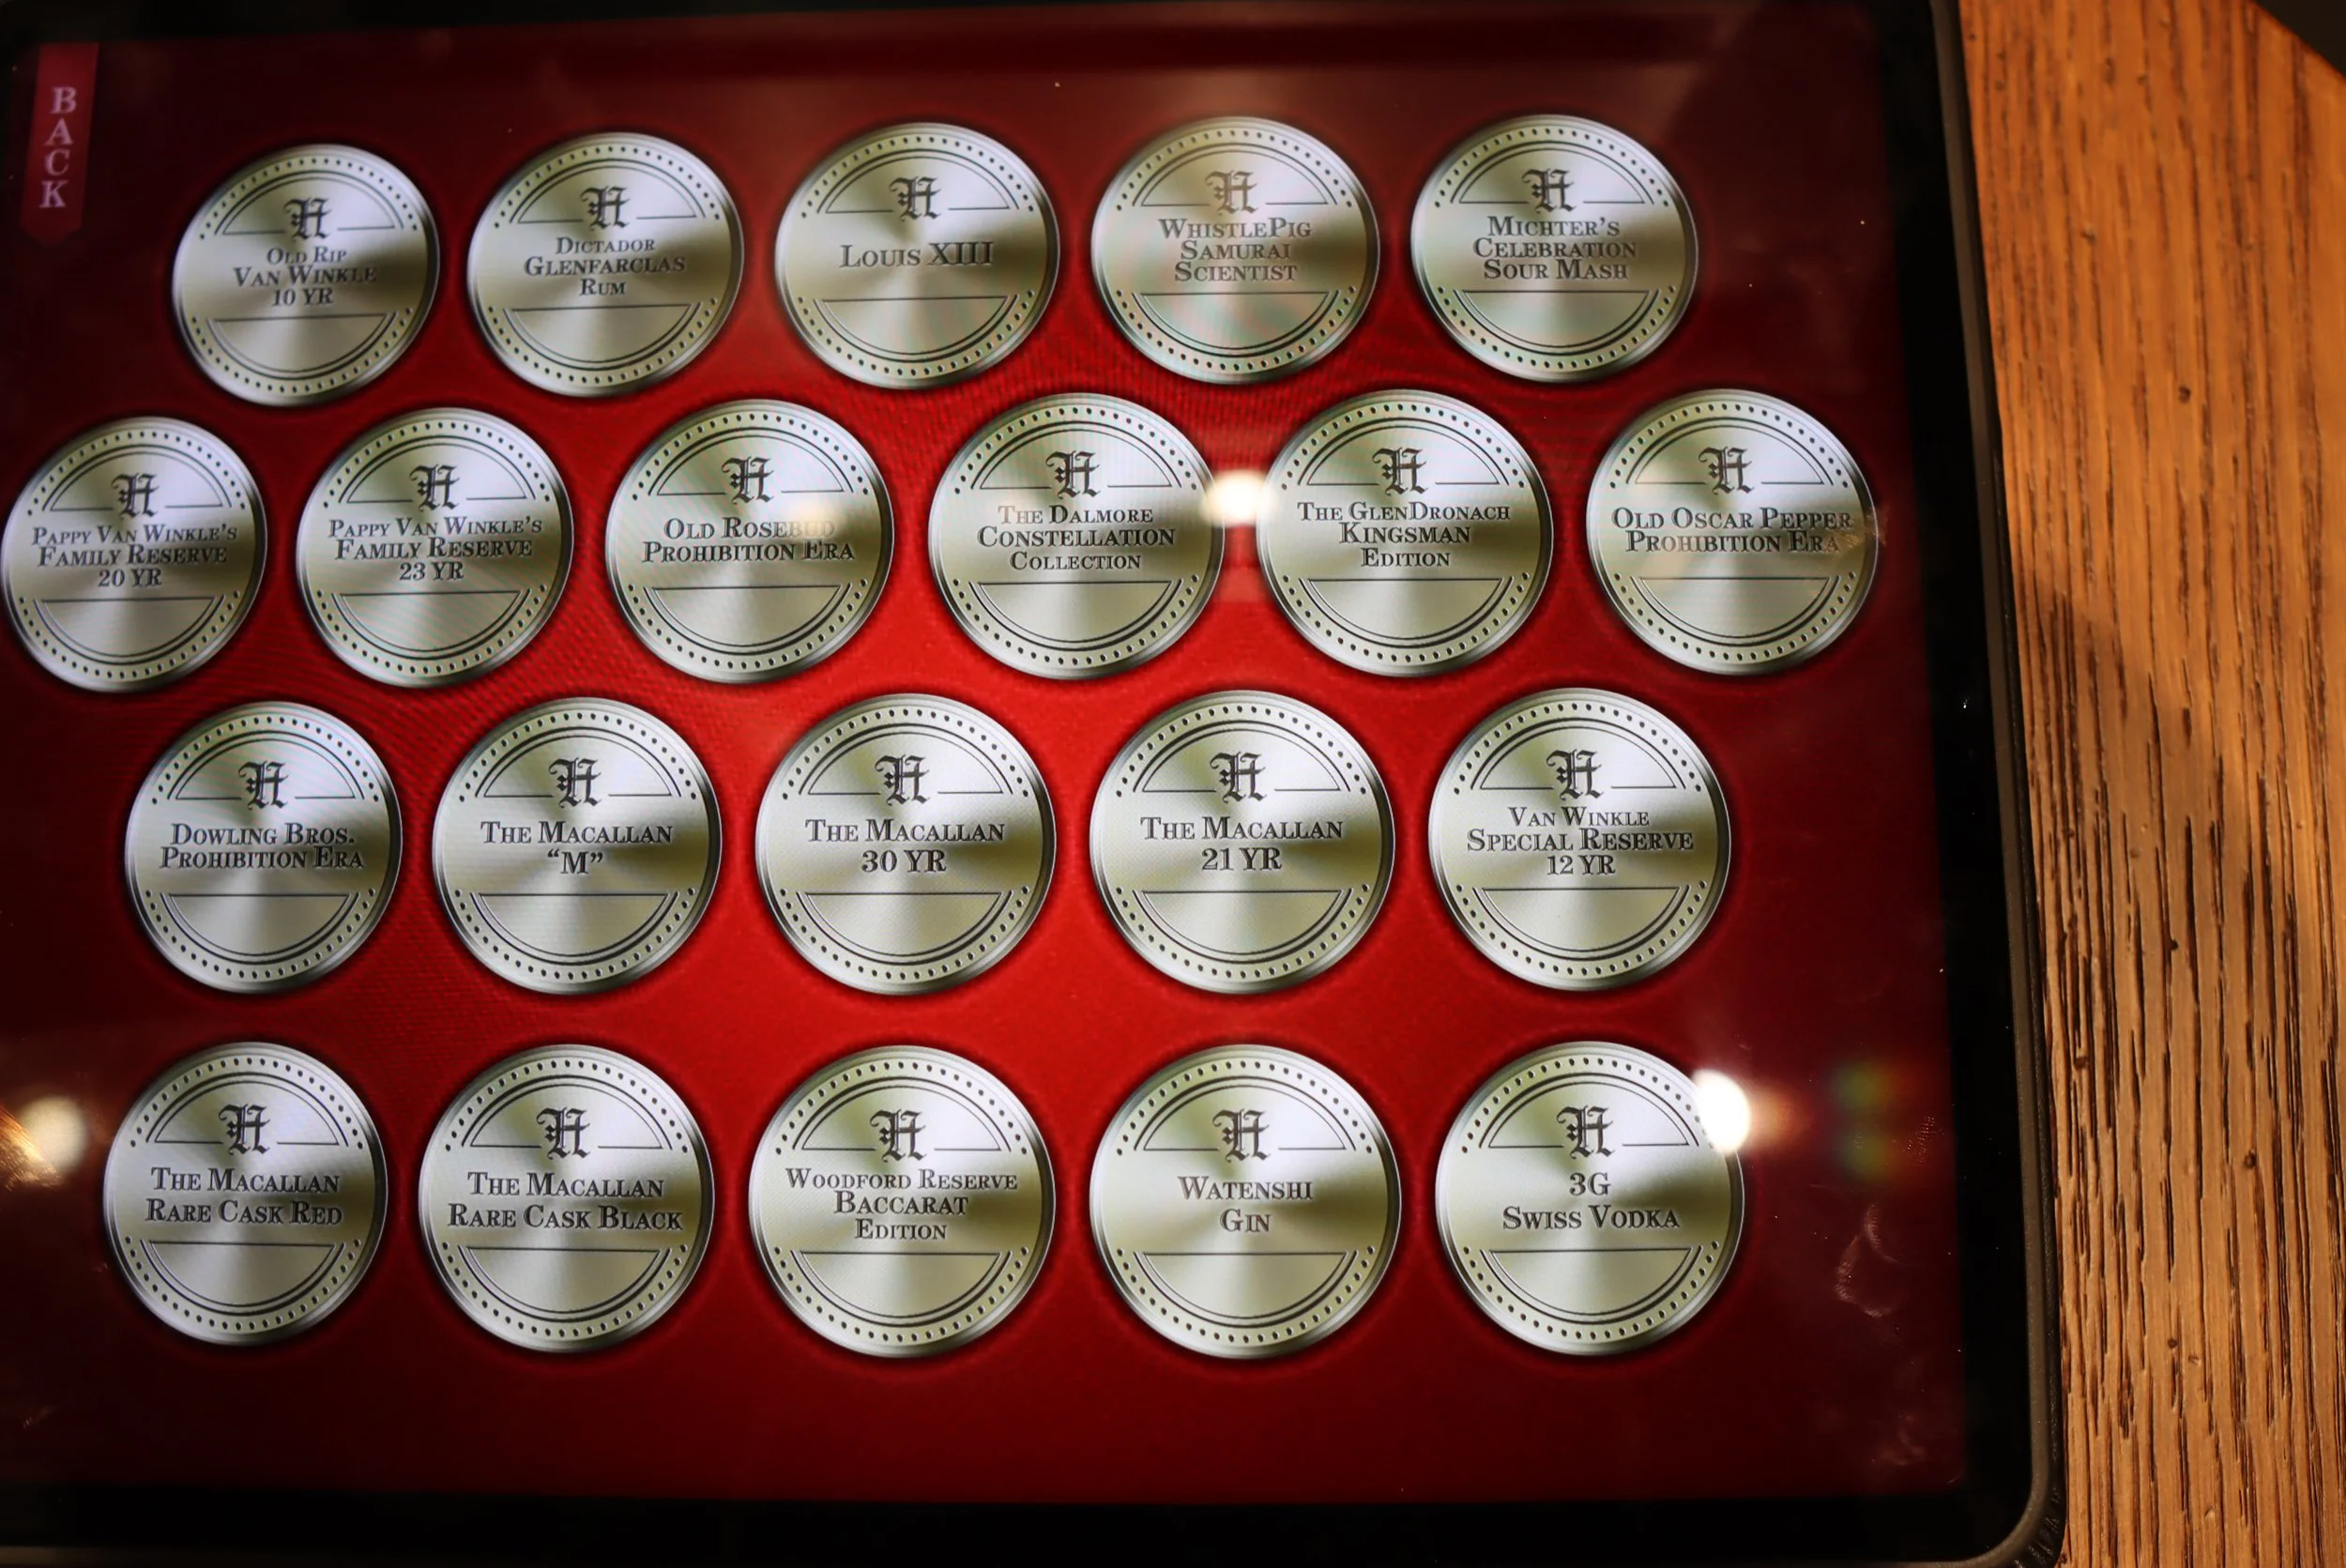 BACK
H
OLD RIP
VAN WINKLE
10 YR
H
DICTADOR
GLENFARCLAS
RUM
H
LOUIS XIII
H
WHISTLEPIG
SAMURAI
SCIENTIST
H
MICHTER'S
CELEBRATION
SOUR MASH
H
PAPPY VAN WINKLE'S
FAMILY RESERVE
20 YR
H
PAPPY VAN WINKLE'S
FAMILY RESERVE
23 YR
H
OLD ROSEBUD
PROHIBITION ERA
H
THE DALMORE
CONSTELLATION
COLLECTION
H
THE GLENDRONACH
KINGSMAN
EDITION
H
OLD OSCAR PEPPER
PROHIBITION ERA
H
DOWLING BROS.
PROHIBITION ERA
H
THE MACALLAN
“M”
H
THE MACALLAN
30 YR
H
THE MACALLAN
21 YR
H
VAN WINKLE
SPECIAL RESERVE
12 YR
H
THE MACALLAN
RARE CASK RED
H
THE MACALLAN
RARE CASK BLACK
H
WOODFORD RESERVE
BACCARAT
EDITION
H
WATENSHI
GIN
H
3G
SWISS VODKA